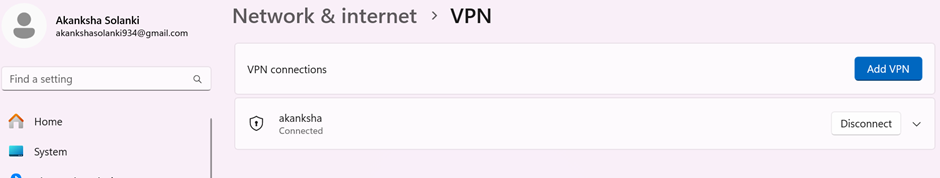 Akanksha Solanki
akankshasolanki934@gmail.com
Find a setting
Home
System
Network & internet > VPN
VPN connections
Add VPN
akanksha
Connected
Disconnect